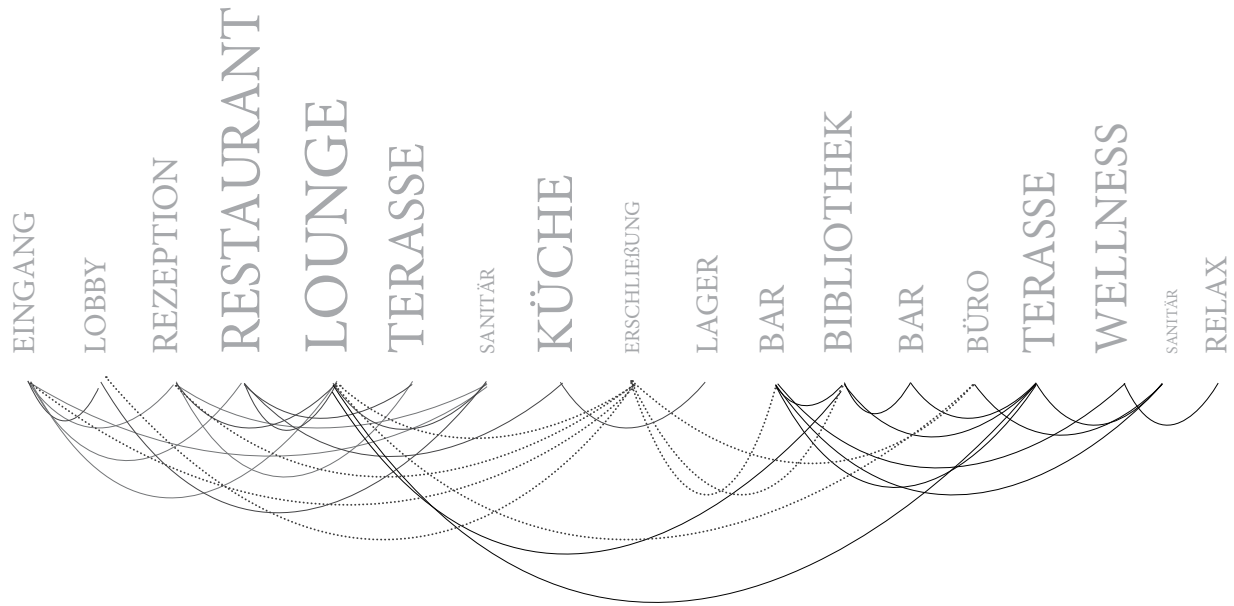 EINGANG
LOBBY
REZEPTION
RESTAURANT
LOUNGE
TERASSE
SANITÄR
KÜCHE
ERSCHLIEßUNG
LAGER
BAR
BIBLIOTHEK
BAR
BÜRO
TERASSE
WELLNESS
SANITÄR
RELAX